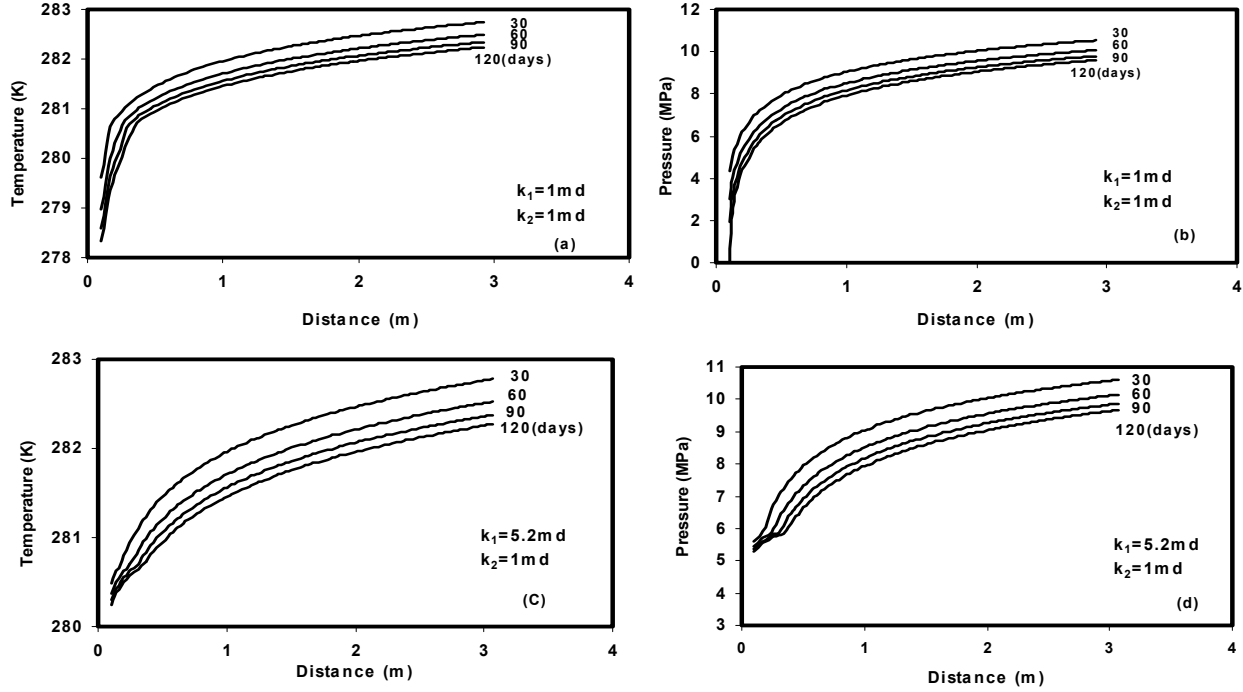 283
282
281
280
279
278
Temperature (K)
30
60
90
120(days)
k₁=1md
k₂=1md
(a)
0
1
2
3
4
Distance (m)
12
10
8
6
4
2
0
Pressure (MPa)
30
60
90
120(days)
k₁=1md
k₂=1md
(b)
0
1
2
3
4
Distance (m)
283
282
281
280
Temperature (K)
30
60
90
120(days)
k₁=5.2md
k₂=1md
(C)
0
1
2
3
4
Distance (m)
11
10
9
8
7
6
5
4
3
Pressure (MPa)
30
60
90
120(days)
k₁=5.2md
k₂=1md
(d)
0
1
2
3
4
Distance (m)